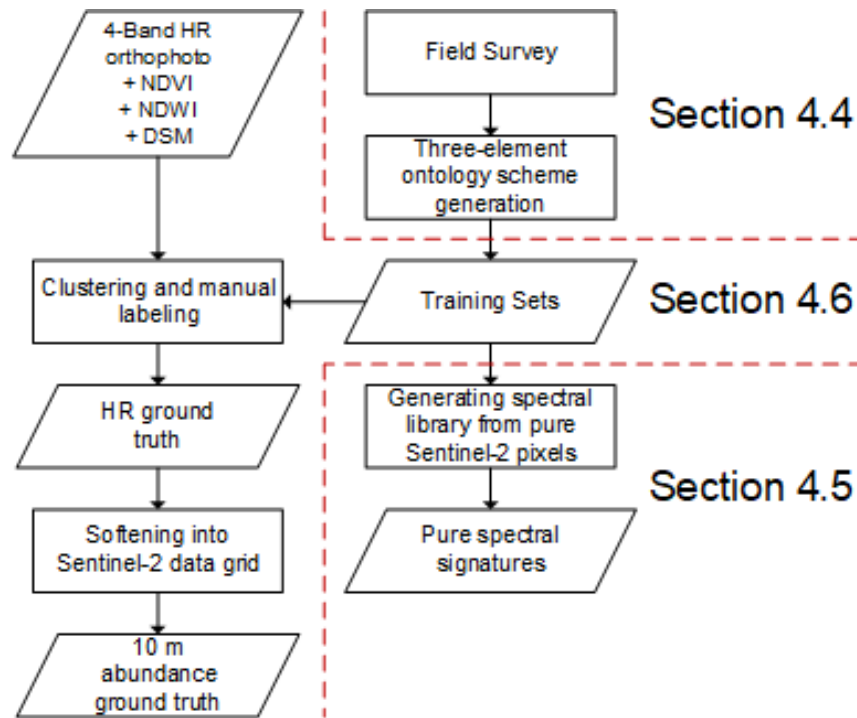 4-Band HR
orthophoto
+ NDVI
+ NDWI
+ DSM
Field Survey
Section 4.4
Three-element
ontology scheme
generation
Clustering and manual
labeling
Training Sets
Section 4.6
HR ground
truth
Generating spectral
library from pure
Sentinel-2 pixels
Section 4.5
Softening into
Sentinel-2 data grid
Pure spectral
signatures
10 m
abundance
ground truth